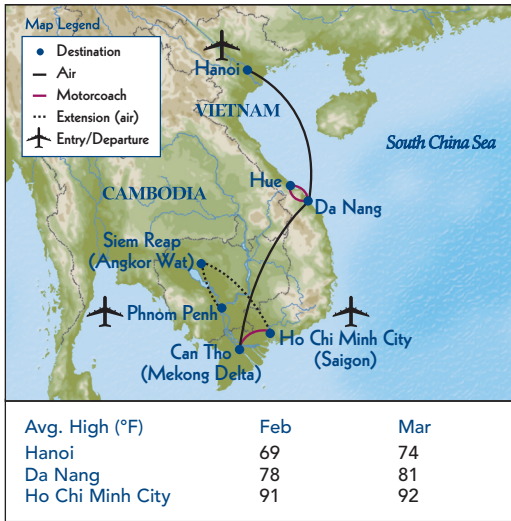 Map Legend
Destination
Air
Motorcoach
Extension (air)
Entry/Departure
Hanoi
VIETNAM
South China Sea
Hue
Da Nang
CAMBODIA
Siem Reap
(Angkor Wat)
Phnom Penh
Ho Chi Minh City
(Saigon)
Can Tho
(Mekong Delta)
Avg. High (°F) Feb Mar
Hanoi 69 74
Da Nang 78 81
Ho Chi Minh City 91 92